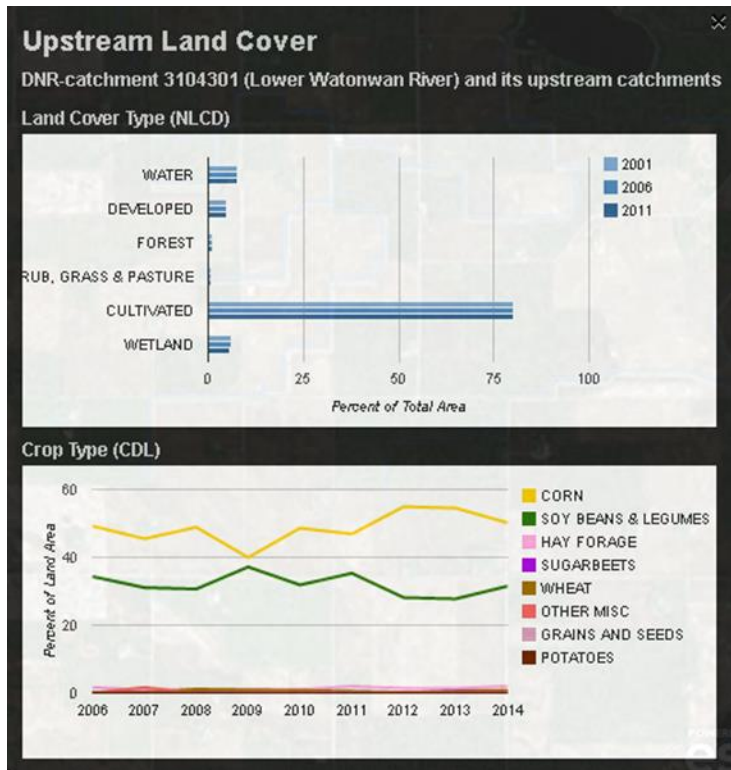 Upstream Land Cover
DNR-catchment 3104301 (Lower Watonwan River) and its upstream catchments
Land Cover Type (NLCD)
WATER
DEVELOPED
FOREST
RUB, GRASS & PASTURE
CULTIVATED
WETLAND
0 25 50 75 100
Percent of Total Area
2001
2006
2011
Crop Type (CDL)
Percent of Land Area
60
40
20
0
2006 2007 2008 2009 2010 2011 2012 2013 2014
CORN
SOY BEANS & LEGUMES
HAY FORAGE
SUGARBEETS
WHEAT
OTHER MISC
GRAINS AND SEEDS
POTATOES